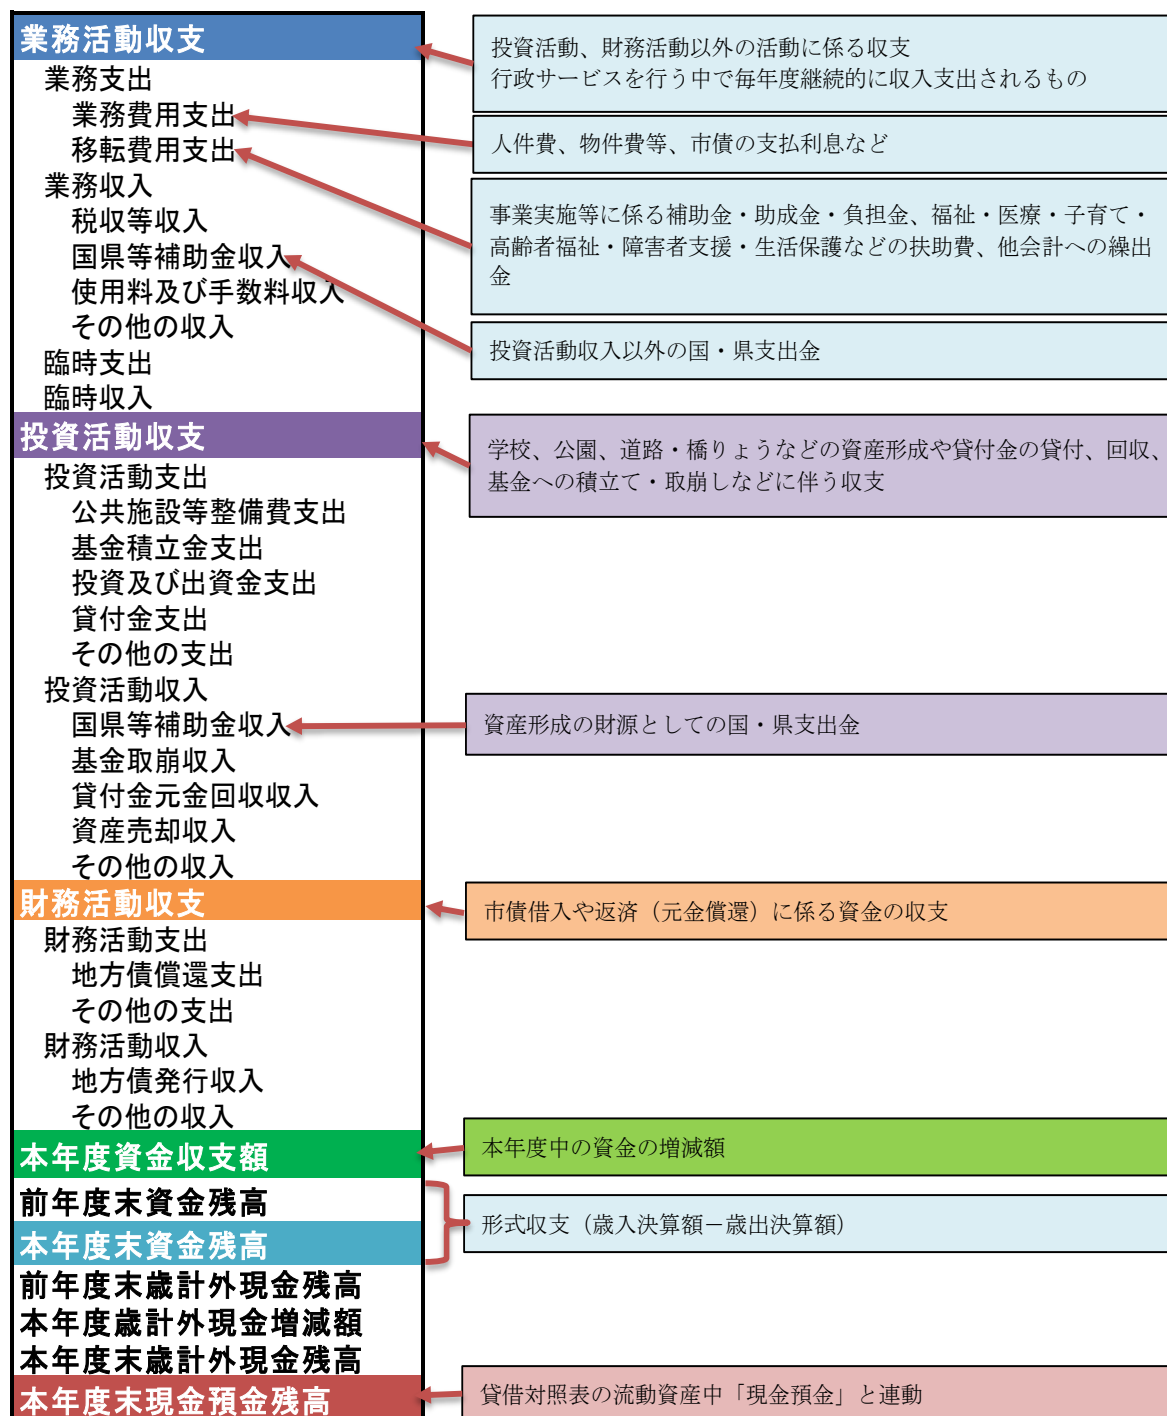 業務活動収支
投資活動、財務活動以外の活動に係る収支
行政サービスを行う中で毎年度継続的に収入支出されるもの
業務支出
業務費用支出
人件費、物件費等、市債の支払利息など
移転費用支出
業務収入
事業実施等に係る補助金・助成金・負担金、福祉・医療・子育て・
高齢者福祉・障害者支援・生活保護などの扶助費、他会計への繰出
金
税収等収入
国県等補助金収入
使用料及び手数料収入
その他の収入
投資活動収入以外の国・県支出金
臨時支出
臨時収入
投資活動収支
学校、公園、道路・橋りょうなどの資産形成や貸付金の貸付、回収、
基金への積立て・取崩しなどに伴う収支
投資活動支出
公共施設等整備費支出
基金積立金支出
投資及び出資金支出
貸付金支出
その他の支出
投資活動収入
国県等補助金収入
資産形成の財源としての国・県支出金
基金取崩収入
貸付金元金回収収入
資産売却収入
その他の収入
財務活動収支
市債借入や返済（元金償還）に係る資金の収支
財務活動支出
地方債償還支出
その他の支出
財務活動収入
地方債発行収入
その他の収入
本年度資金収支額
本年度中の資金の増減額
前年度末資金残高
形式収支（歳入決算額－歳出決算額）
本年度末資金残高
前年度末歳計外現金残高
本年度歳計外現金増減額
本年度末歳計外現金残高
本年度末現金預金残高
貸借対照表の流動資産中「現金預金」と連動